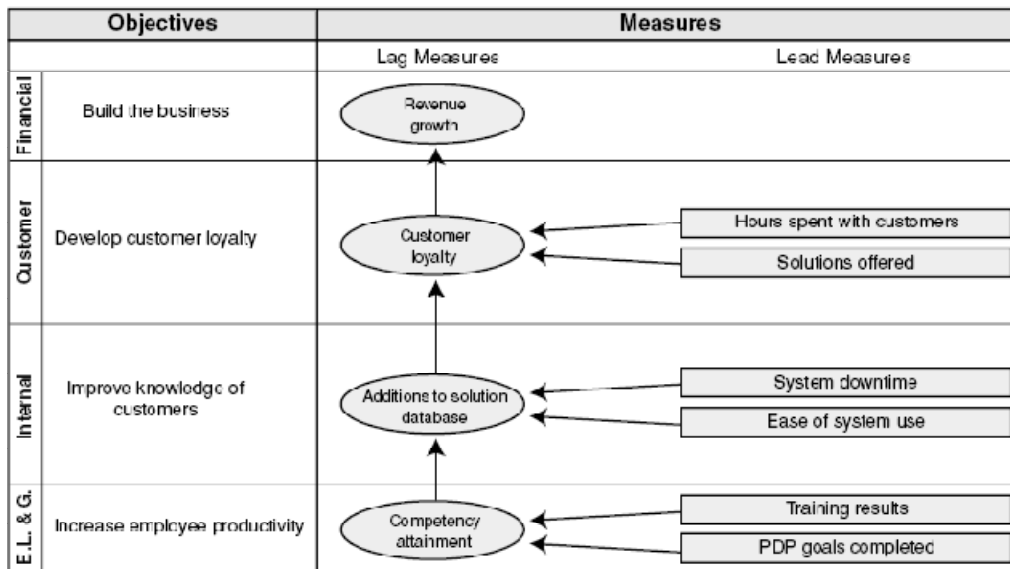 Objectives
Measures
Lag Measures
Lead Measures
Financial
Build the business
Revenue
growth
Customer
Develop customer loyalty
Customer
loyalty
Hours spent with customers
Solutions offered
Internal
Improve knowledge of
customers
Additions to solution
database
System downtime
Ease of system use
E.L. & G.
Increase employee productivity
Competency
attainment
Training results
PDP goals completed